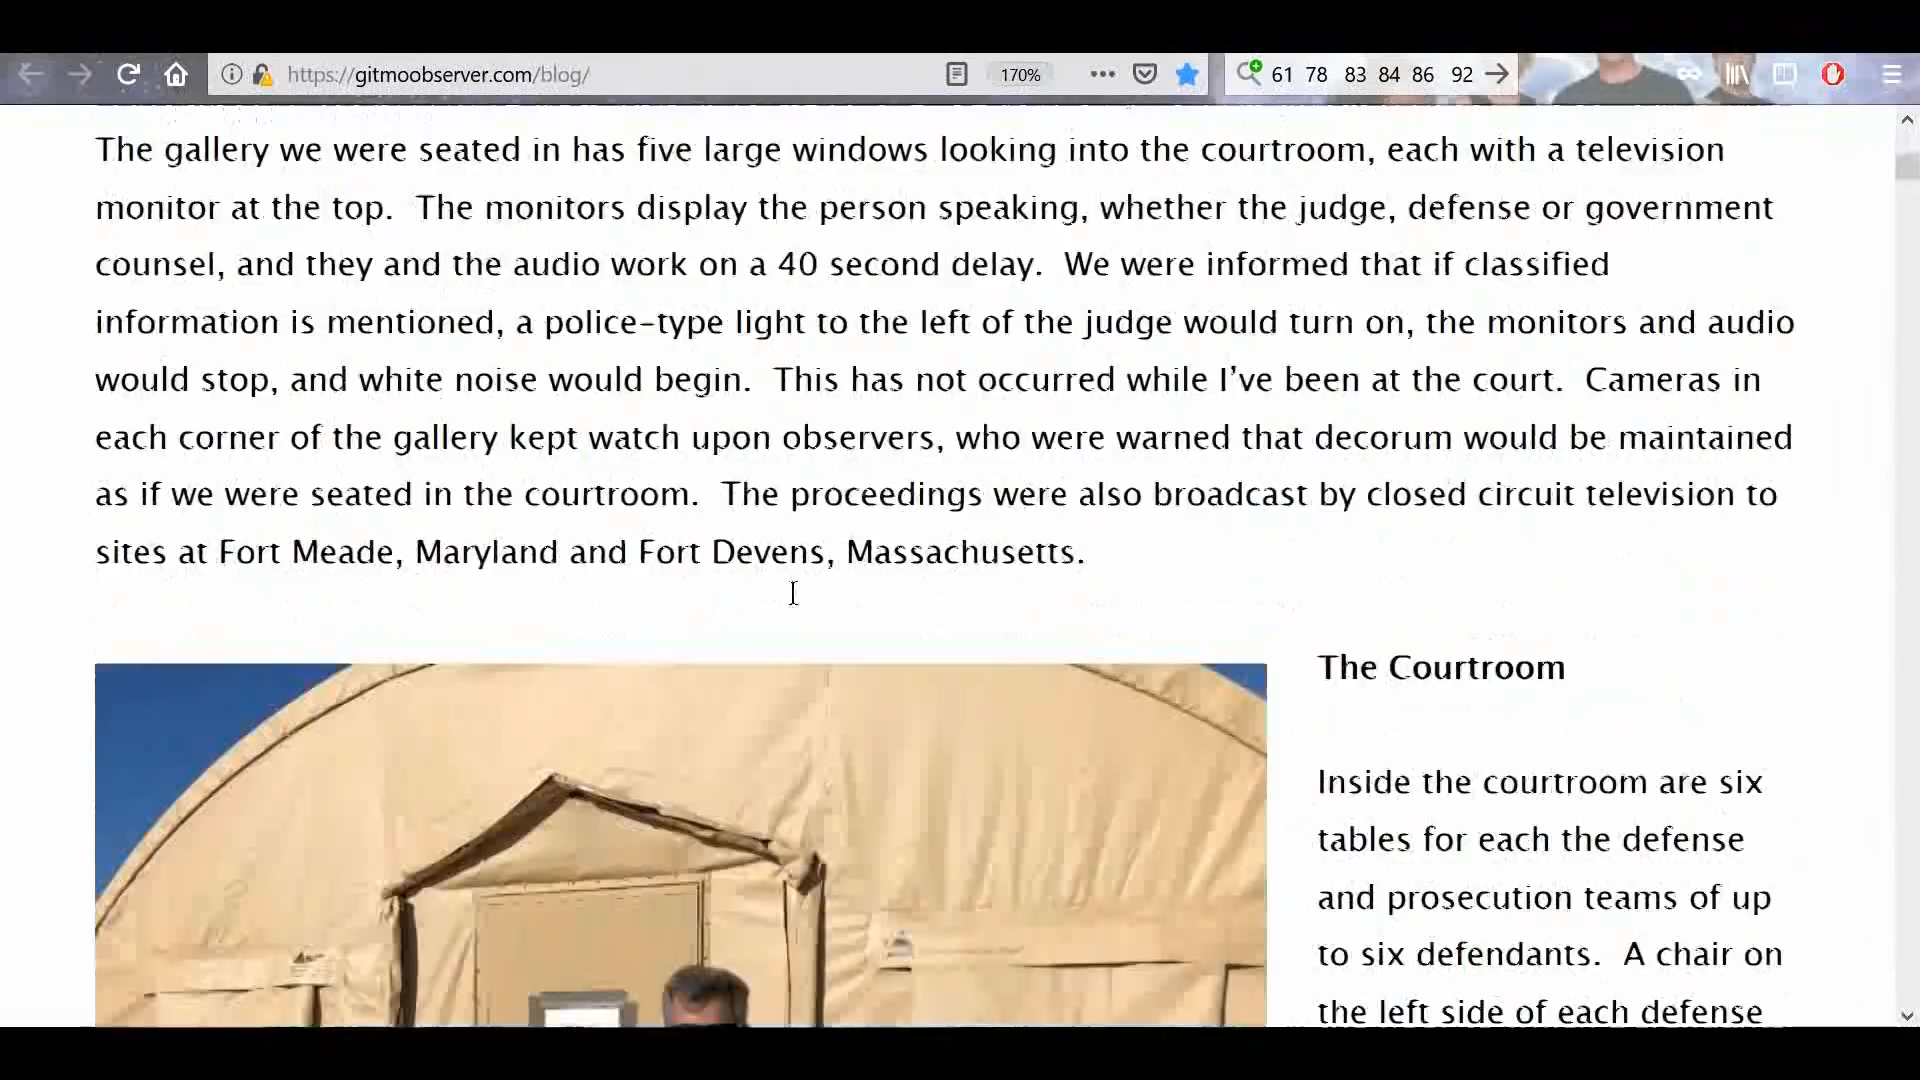 https://gitmoobserver.com/blog/
170%
61 78 83 84 86 92
The gallery we were seated in has five large windows looking into the courtroom, each with a television
monitor at the top. The monitors display the person speaking, whether the judge, defense or government
counsel, and they and the audio work on a 40 second delay. We were informed that if classified
information is mentioned, a police-type light to the left of the judge would turn on, the monitors and audio
would stop, and white noise would begin. This has not occurred while I've been at the court. Cameras in
each corner of the gallery kept watch upon observers, who were warned that decorum would be maintained
as if we were seated in the courtroom. The proceedings were also broadcast by closed circuit television to
sites at Fort Meade, Maryland and Fort Devens, Massachusetts.
The Courtroom
Inside the courtroom are six
tables for each the defense
and prosecution teams of up
to six defendants. A chair on
the left side of each defense